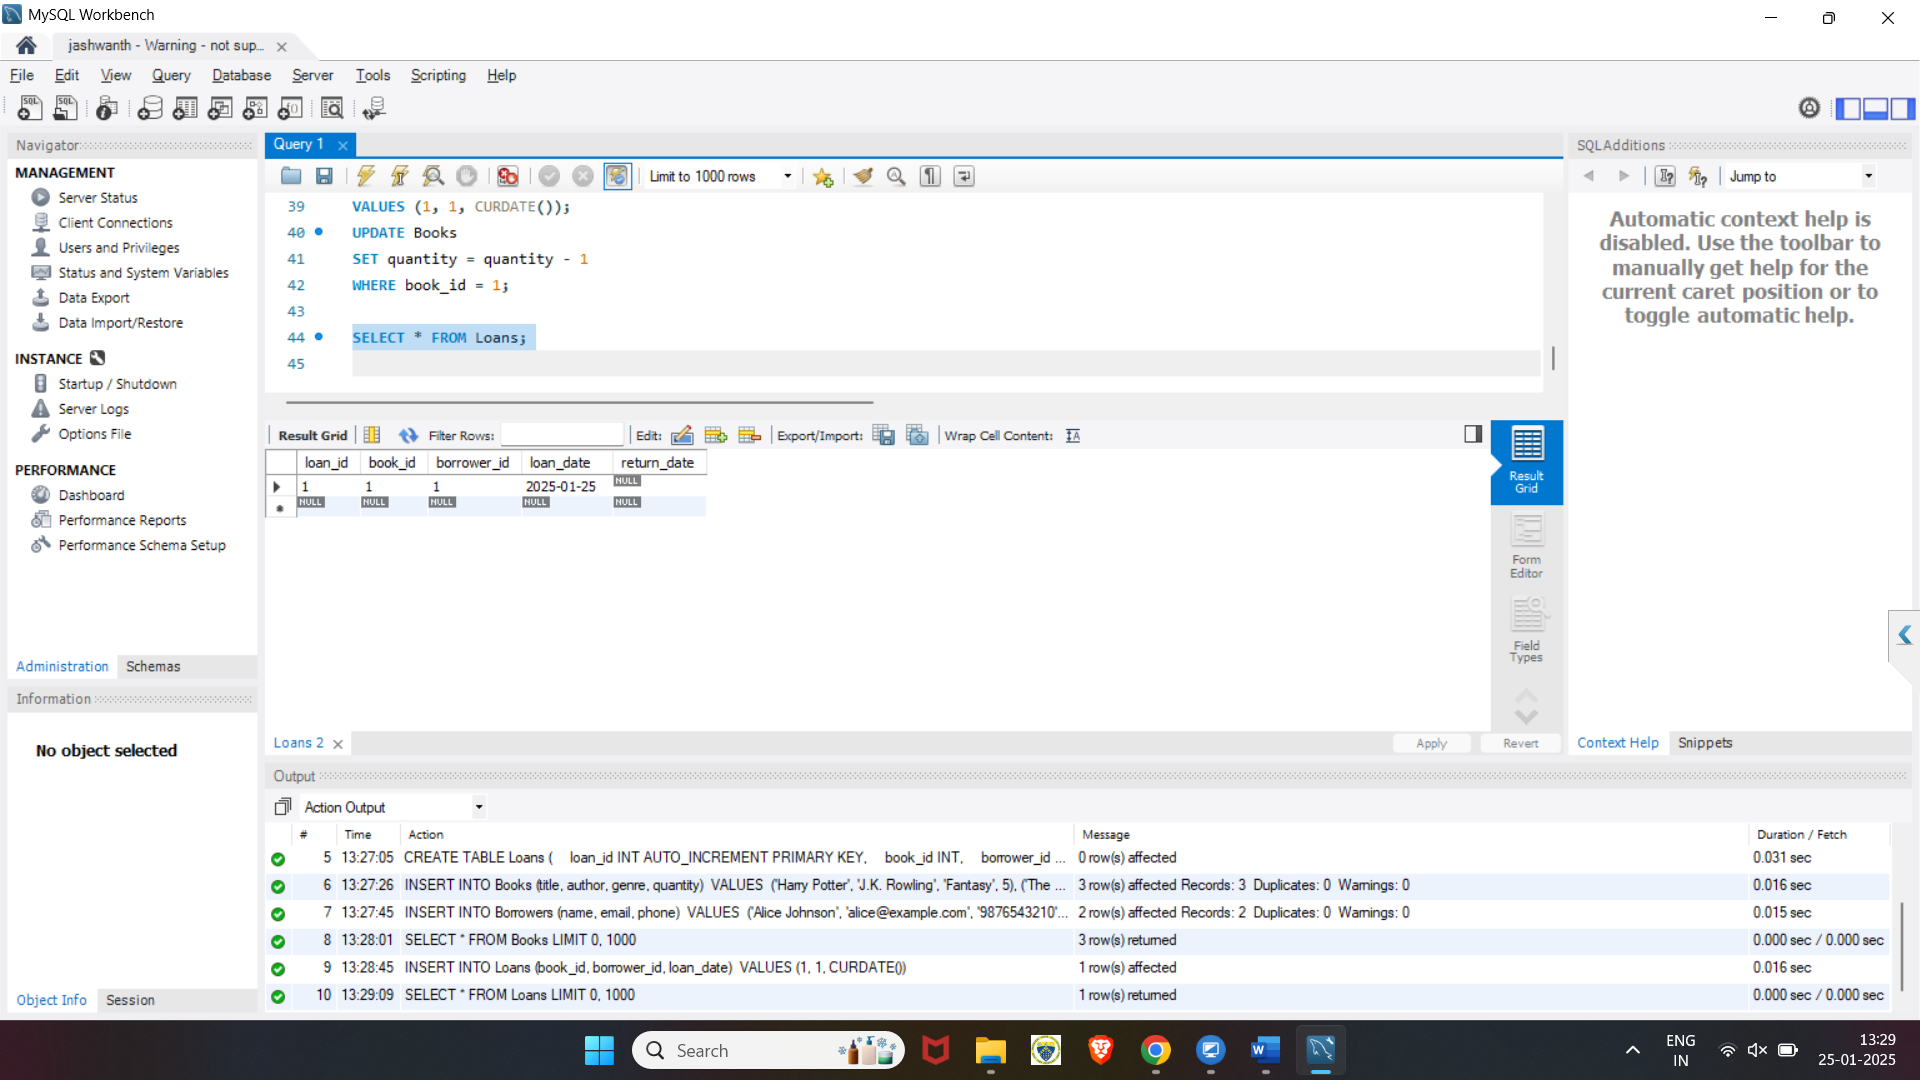 MySQL Workbench
jashwanth - Warning - not sup...
File Edit View Query Database Server Tools Scripting Help
Navigator
MANAGEMENT
Server Status
Client Connections
Users and Privileges
Status and System Variables
Data Export
Data Import/Restore
INSTANCE
Startup / Shutdown
Server Logs
Options File
PERFORMANCE
Dashboard
Performance Reports
Performance Schema Setup
Administration Schemas
Information
No object selected
Object Info Session
Query 1
Limit to 1000 rows
39 VALUES (1, 1, CURDATE());
40 UPDATE Books
41 SET quantity = quantity - 1
42 WHERE book_id = 1;
43
44 SELECT * FROM Loans;
45
Result Grid Filter Rows: Edit: Export/Import: Wrap Cell Content:
loan_id book_id borrower_id loan_date return_date
1 1 1 2025-01-25 NULL
NULL NULL NULL NULL NULL
Result Grid
Form Editor
Field Types
Loans 2 Apply Revert
SQLAdditions
Jump to
Automatic context help is
disabled. Use the toolbar to
manually get help for the
current caret position or to
toggle automatic help.
Context Help Snippets
Output
Action Output
# Time Action Message Duration / Fetch
5 13:27:05 CREATE TABLE Loans ( loan_id INT AUTO_INCREMENT PRIMARY KEY, book_id INT, borrower_id ... 0 row(s) affected 0.031 sec
6 13:27:26 INSERT INTO Books (title, author, genre, quantity) VALUES ('Harry Potter', 'J.K. Rowling', 'Fantasy', 5), ('The ... 3 row(s) affected Records: 3 Duplicates: 0 Warnings: 0 0.016 sec
7 13:27:45 INSERT INTO Borrowers (name, email, phone) VALUES ('Alice Johnson', 'alice@example.com', '9876543210'... 2 row(s) affected Records: 2 Duplicates: 0 Warnings: 0 0.015 sec
8 13:28:01 SELECT * FROM Books LIMIT 0, 1000 3 row(s) returned 0.000 sec / 0.000 sec
9 13:28:45 INSERT INTO Loans (book_id, borrower_id, loan_date) VALUES (1, 1, CURDATE()) 1 row(s) affected 0.016 sec
10 13:29:09 SELECT * FROM Loans LIMIT 0, 1000 1 row(s) returned 0.000 sec / 0.000 sec
Search
ENG
IN
13:29
25-01-2025